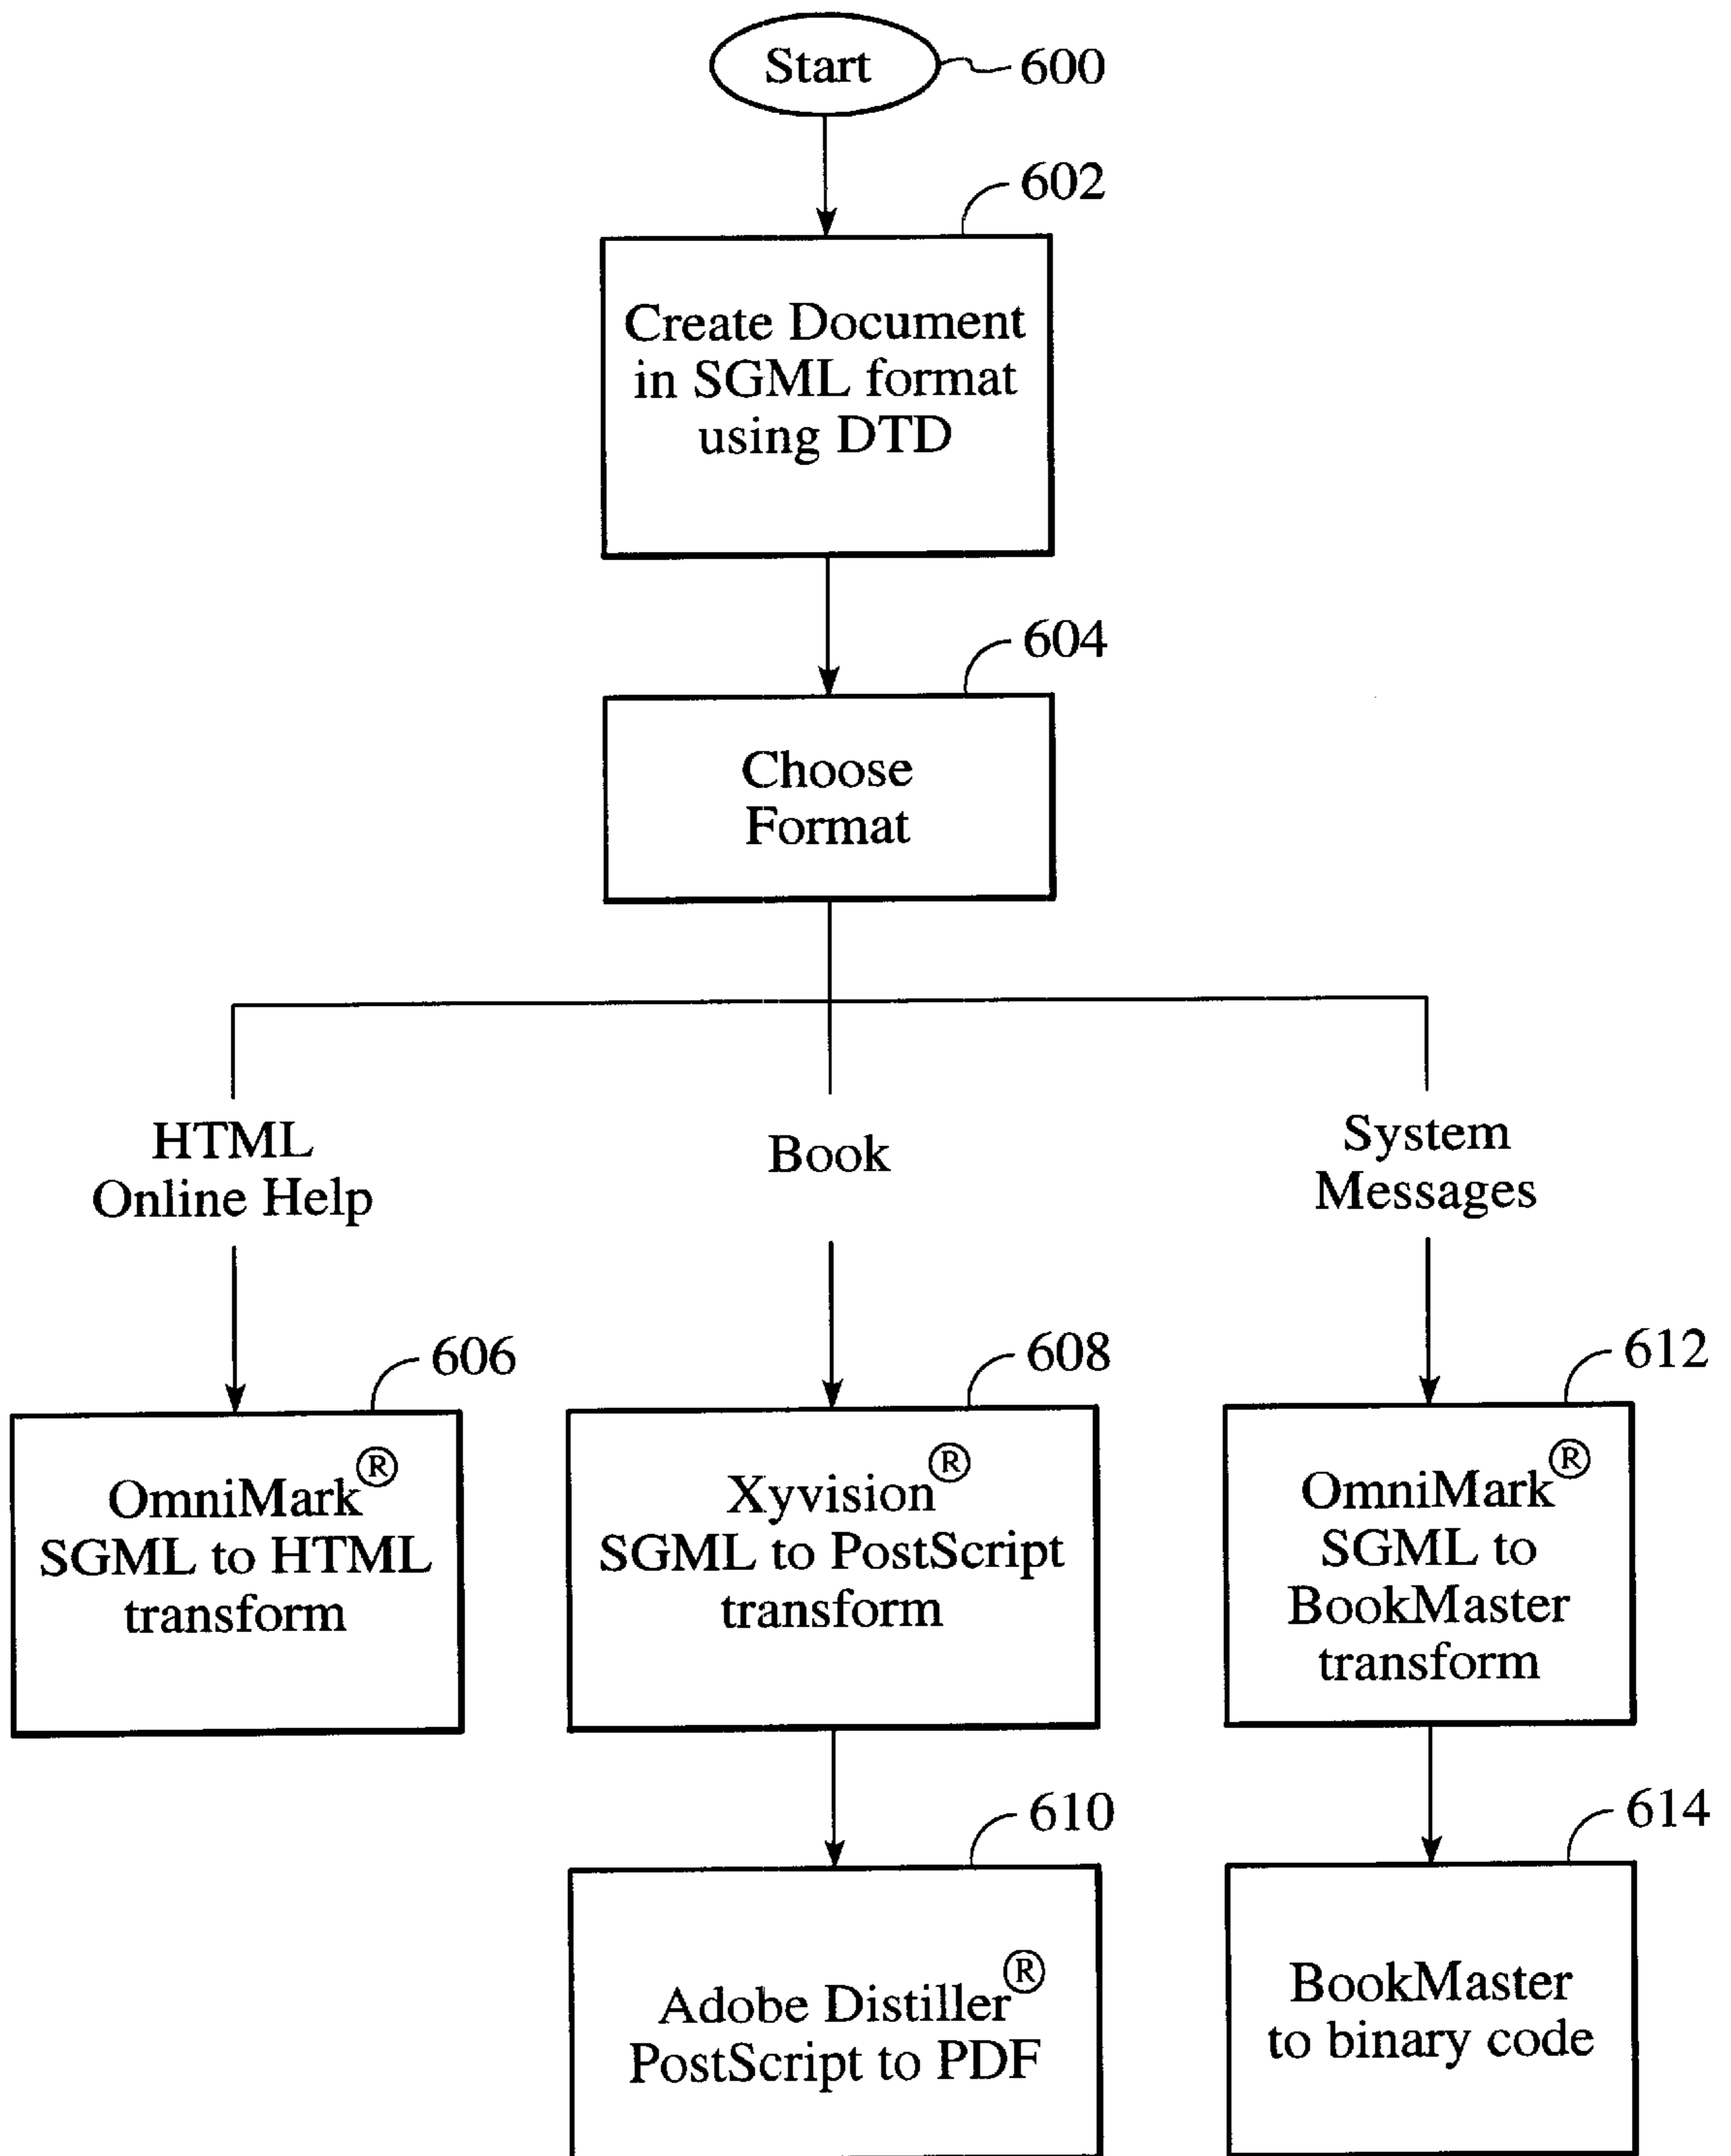 Start
600
602
Create Document
in SGML format
using DTD
604
Choose
Format
HTML
Online Help
Book
System
Messages
606
OmniMark®
SGML to HTML
transform
608
Xyvision®
SGML to PostScript
transform
612
OmniMark®
SGML to
BookMaster
transform
610
Adobe Distiller®
PostScript to PDF
614
BookMaster
to binary code